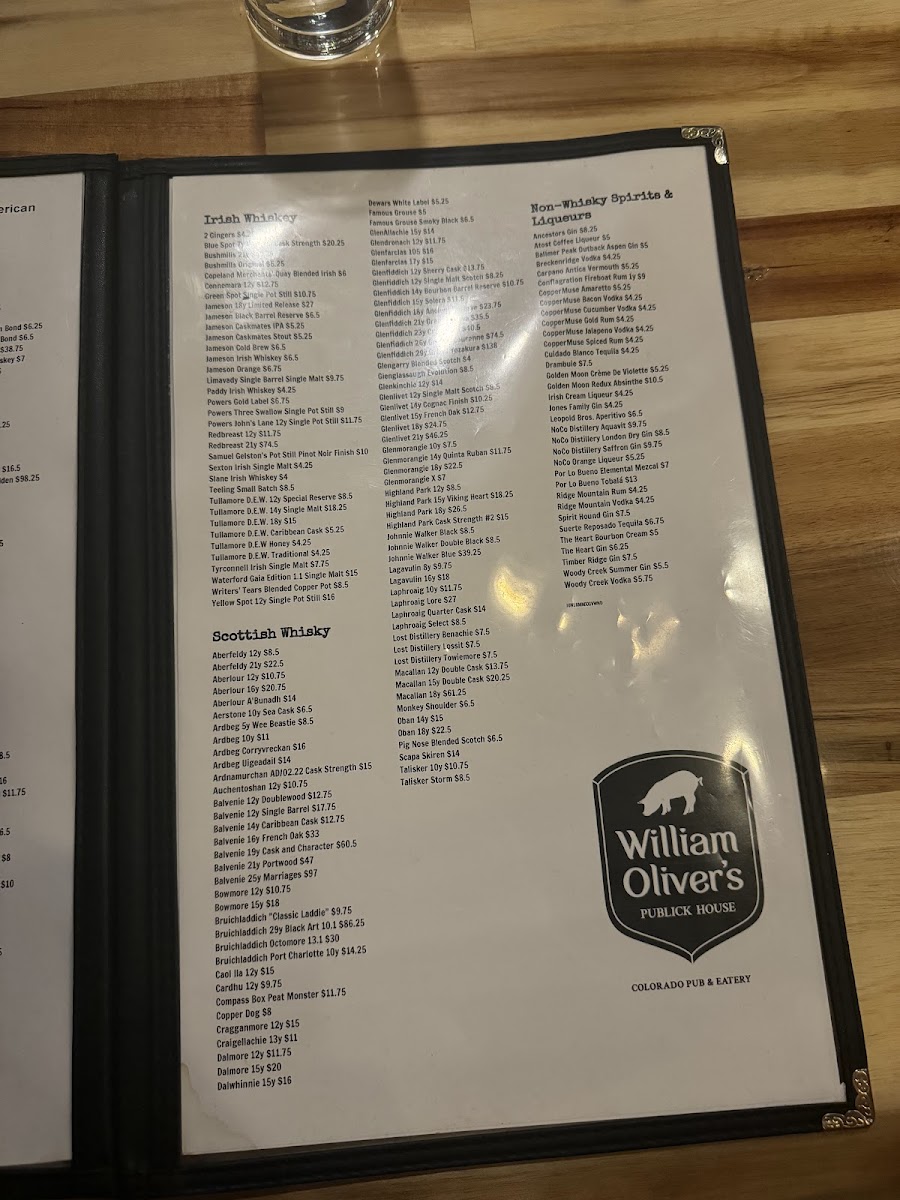 erican
n Bond $6.25
Bond $6.5
$38.75
skey $7
.25
$16.5
lden $98.25
8.5
$11.75
6.5
$8
$10
Irish Whiskey
2 Gingers
Blue Spot Cask Strength $20.25
Bushmills
Bushmills Original
Copeland Merchants' Quay Blended Irish $6
Connemara 12y $12.75
Green Spot Single Pot Still $10.75
Jameson 18y Limited Release $27
Jameson Black Barrel Reserve $6.5
Jameson Caskmates IPA $5.25
Jameson Caskmates Stout $5.25
Jameson Cold Brew $6.5
Jameson Irish Whiskey $6.5
Jameson Orange $6.75
Limavady Single Barrel Single Malt $9.75
Paddy Irish Whiskey $4.25
Powers Gold Label $6.75
Powers Three Swallow Single Pot Still $9
Powers John's Lane 12y Single Pot Still $11.75
Redbreast 12y $11.75
Redbreast 21y $74.5
Samuel Gelston's Pot Still Pinot Noir Finish $10
Sexton Irish Single Malt $4.25
Slane Irish Whiskey $4
Teeling Small Batch $8.5
Tullamore D.E.W. 12y Special Reserve $8.5
Tullamore D.E.W. 14y Single Malt $18.25
Tullamore D.E.W. 18y $15
Tullamore D.E.W. Caribbean Cask $5.25
Tullamore D.E.W Honey $4.25
Tullamore D.E.W. Traditional $4.25
Tyrconnell Irish Single Malt $7.75
Waterford Gaia Edition 1.1 Single Malt $15
Writers' Tears Blended Copper Pot $8.5
Yellow Spot 12y Single Pot Still $16
Scottish Whisky
Aberfeldy 12y $8.5
Aberfeldy 21y $22.5
Aberlour 12y $10.75
Aberlour 16y $20.75
Aberlour A'Bunadh $14
Aerstone 10y Sea Cask $6.5
Ardbeg 5y Wee Beastie $8.5
Ardbeg 10y $11
Ardbeg Corryvreckan $16
Ardbeg Uigeadail $14
Ardnamurchan AD/02.22 Cask Strength $15
Auchentoshan 12y $10.75
Balvenie 12y Doublewood $12.75
Balvenie 12y Single Barrel $17.75
Balvenie 14y Caribbean Cask $12.75
Balvenie 16y French Oak $33
Balvenie 19y Cask and Character $60.5
Balvenie 21y Portwood $47
Balvenie 25y Marriages $97
Bowmore 12y $10.75
Bowmore 15y $18
Bruichladdich "Classic Laddie" $9.75
Bruichladdich 29y Black Art 10.1 $86.25
Bruichladdich Octomore 13.1 $30
Bruichladdich Port Charlotte 10y $14.25
Caol Ila 12y $15
Cardhu 12y $9.75
Compass Box Peat Monster $11.75
Copper Dog $8
Cragganmore 12y $15
Craigellachie 13y $11
Dalmore 12y $11.75
Dalmore 15y $20
Dalwhinnie 15y $16
Dewars White Label $5.25
Famous Grouse $5
Famous Grouse Smoky Black $6.5
GlenAllachie 15y $14
Glendronach 12y $11.75
Glenfarclas 105 $16
Glenfarclas 17y $15
Glenfiddich 12y Sherry Cask $13.75
Glenfiddich 12y Single Malt Scotch $8.25
Glenfiddich 14y Bourbon Barrel Reserve $10.75
Glenfiddich 15y Solera
Glenfiddich 18y $23.75
Glenfiddich 21y
Glenfiddich 23y
Glenfiddich 26y $74.5
Glenfiddich 29y $138
Glengarry Blended Scotch $4
Glenglassaugh Evolution $8.5
Glenkinchie 12y $14
Glenlivet 12y Single Malt Scotch $8.5
Glenlivet 14y Cognac Finish $10.25
Glenlivet 15y French Oak $12.75
Glenlivet 18y $24.75
Glenlivet 21y $46.25
Glenmorangie 10y $7.5
Glenmorangie 14y Quinta Ruban $11.75
Glenmorangie 18y $22.5
Glenmorangie X $7
Highland Park 12y $8.5
Highland Park 15y Viking Heart $18.25
Highland Park 18y $26.5
Highland Park Cask Strength #2 $15
Johnnie Walker Black $8.5
Johnnie Walker Double Black $8.5
Johnnie Walker Blue $39.25
Lagavulin 8y $9.75
Lagavulin 16y $18
Laphroaig 10y $11.75
Laphroaig Lore $27
Laphroaig Quarter Cask $14
Laphroaig Select $8.5
Lost Distillery Benachie $7.5
Lost Distillery Lossit $7.5
Lost Distillery Towiemore $7.5
Macallan 12y Double Cask $13.75
Macallan 15y Double Cask $20.25
Macallan 18y $61.25
Monkey Shoulder $6.5
Oban 14y $15
Oban 18y $22.5
Pig Nose Blended Scotch $6.5
Scapa Skiren $14
Talisker 10y $10.75
Talisker Storm $8.5
Non-Whisky Spirits &
Liqueurs
Ancestors Gin $8.25
Atost Coffee Liqueur $5
Ballmer Peak Outback Aspen Gin $5
Breckenridge Vodka $4.25
Carpano Antica Vermouth $5.25
Conflagration Fireboat Rum 1y $9
CopperMuse Amaretto $5.25
CopperMuse Bacon Vodka $4.25
CopperMuse Cucumber Vodka $4.25
CopperMuse Gold Rum $4.25
CopperMuse Jalapeno Vodka $4.25
CopperMuse Spiced Rum $4.25
Cuidado Blanco Tequila $4.25
Drambuie $7.5
Golden Moon Crème De Violette $5.25
Golden Moon Redux Absinthe $10.5
Irish Cream Liqueur $4.25
Jones Family Gin $4.25
Leopold Bros. Aperitivo $6.5
NoCo Distillery Aquavit $9.75
NoCo Distillery London Dry Gin $8.5
NoCo Distillery Saffron Gin $9.75
NoCo Orange Liqueur $5.25
Por Lo Bueno Elemental Mezcal $7
Por Lo Bueno Tobalá $13
Ridge Mountain Rum $4.25
Ridge Mountain Vodka $4.25
Spirit Hound Gin $7.5
Suerte Reposado Tequila $6.75
The Heart Bourbon Cream $5
The Heart Gin $6.25
Timber Ridge Gin $7.5
Woody Creek Summer Gin $5.5
Woody Creek Vodka $5.75
William
Oliver's
PUBLICK HOUSE
COLORADO PUB & EATERY